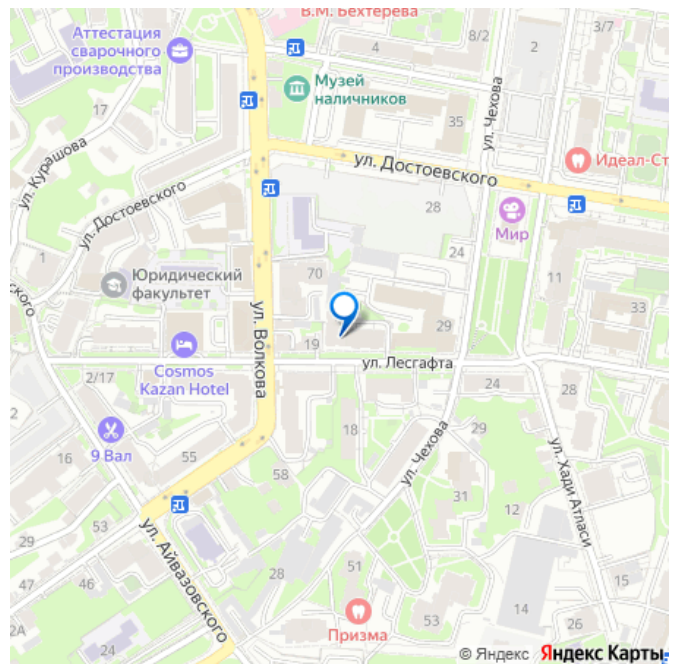 В.М. Бехтерева
Аттестация
сварочного
производства
4
8/2
2
3/7
Музей
наличников
17
35
ул. Чехова
Идеал-Ст
ул. Курашова
ул. Достоевского
ул. Достоевского
28
Мир
24
1
Юридический
факультет
70
11
33
ского
ул. Волкова
19
29
ул. Лесгафта
Cosmos
Kazan Hotel
2/17
24
28
2
9 Вал
18
ул. Чехова
29
16
55
58
31
12
ул. Хади Атласи
29
53
ул. Айвазовского
47
46
28
51
15
2А
24
Призма
53
14
26
© Яндекс Яндекс Карты